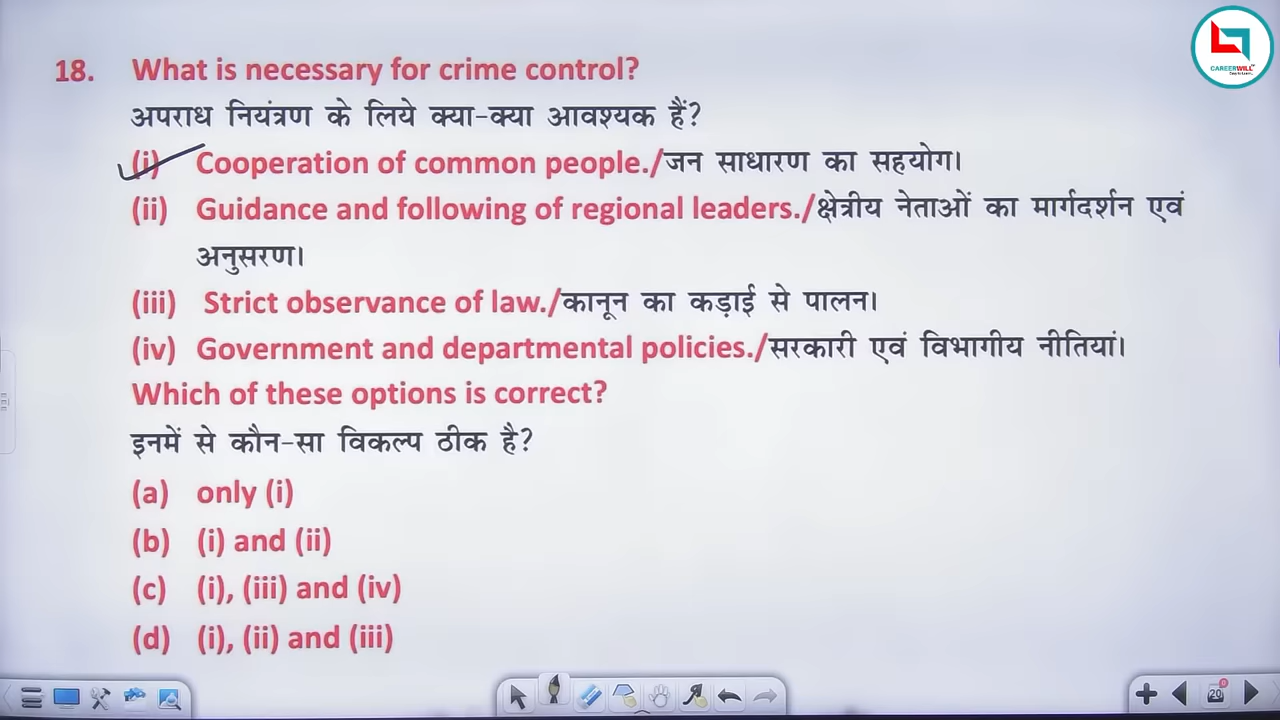 CAREERWILL
18. What is necessary for crime control?
अपराध नियंत्रण के लिये क्या-क्या आवश्यक हैं?
(i) Cooperation of common people./जन साधारण का सहयोग।
(ii) Guidance and following of regional leaders./क्षेत्रीय नेताओं का मार्गदर्शन एवं
अनुसरण।
(iii) Strict observance of law./कानून का कड़ाई से पालन।
(iv) Government and departmental policies./सरकारी एवं विभागीय नीतियां।
Which of these options is correct?
इनमें से कौन-सा विकल्प ठीक है?
(a) only (i)
(b) (i) and (ii)
(c) (i), (iii) and (iv)
(d) (i), (ii) and (iii)
20